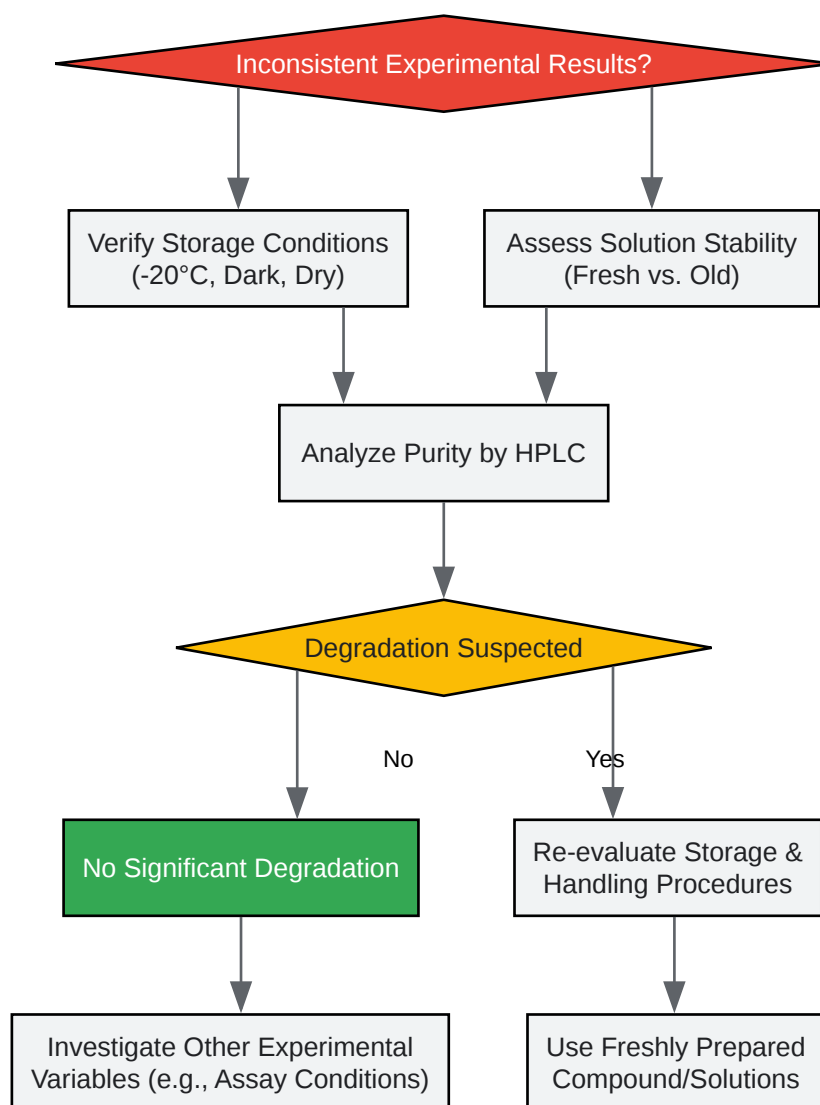 Inconsistent Experimental Results?
Verify Storage Conditions
(-20°C, Dark, Dry)
Assess Solution Stability
(Fresh vs. Old)
Analyze Purity by HPLC
Degradation Suspected
No
Yes
No Significant Degradation
Re-evaluate Storage &
Handling Procedures
Investigate Other Experimental
Variables (e.g., Assay Conditions)
Use Freshly Prepared
Compound/Solutions